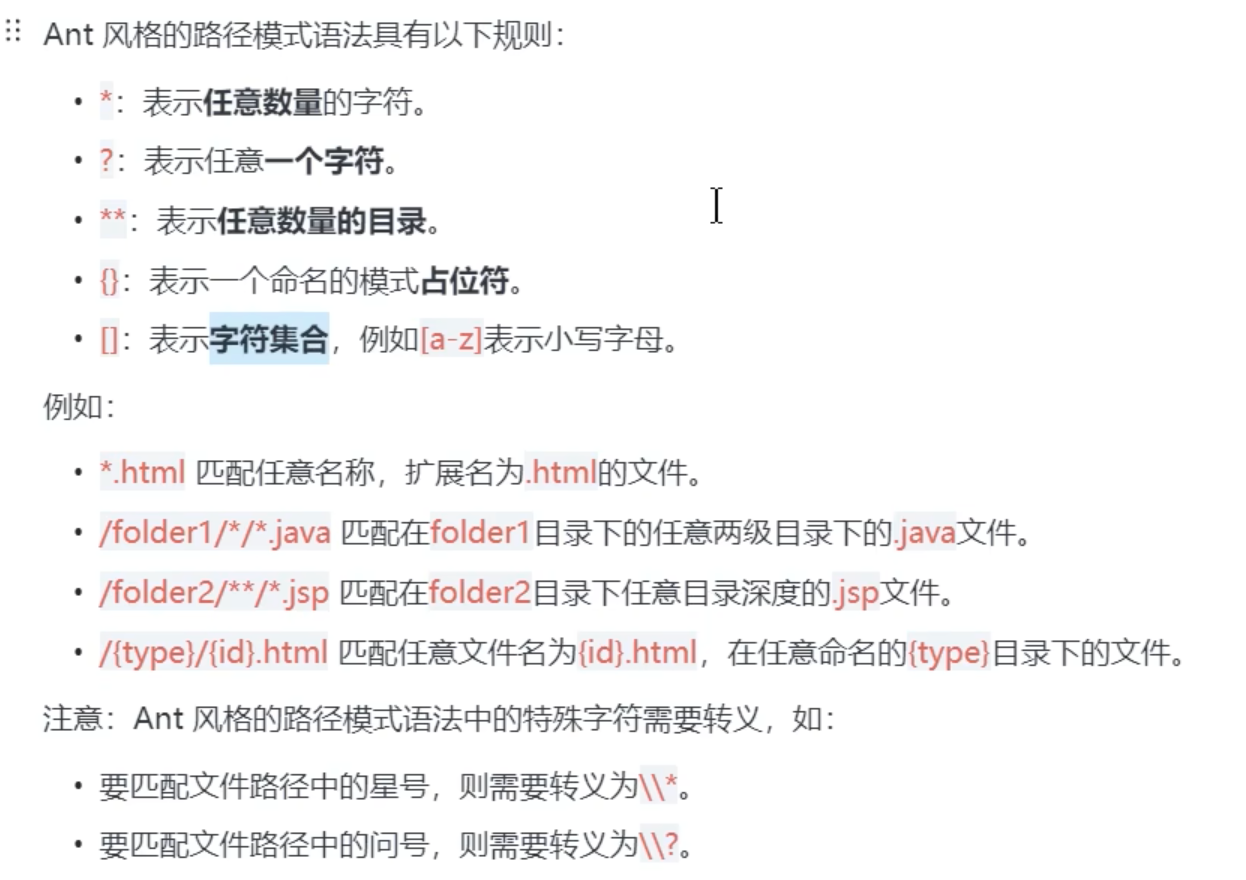 Ant 风格的路径模式语法具有以下规则：
• *：表示任意数量的字符。
• ?：表示任意一个字符。
• **：表示任意数量的目录。
• {}：表示一个命名的模式占位符。
• []：表示字符集合，例如[a-z]表示小写字母。
例如：
• *.html 匹配任意名称，扩展名为.html的文件。
• /folder1/*/*.java 匹配在folder1目录下的任意两级目录下的.java文件。
• /folder2/**/*.jsp 匹配在folder2目录下任意目录深度的.jsp文件。
• /{type}/{id}.html 匹配任意文件名为{id}.html，在任意命名的{type}目录下的文件。
注意：Ant 风格的路径模式语法中的特殊字符需要转义，如：
• 要匹配文件路径中的星号，则需要转义为\\*。
• 要匹配文件路径中的问号，则需要转义为\\?。